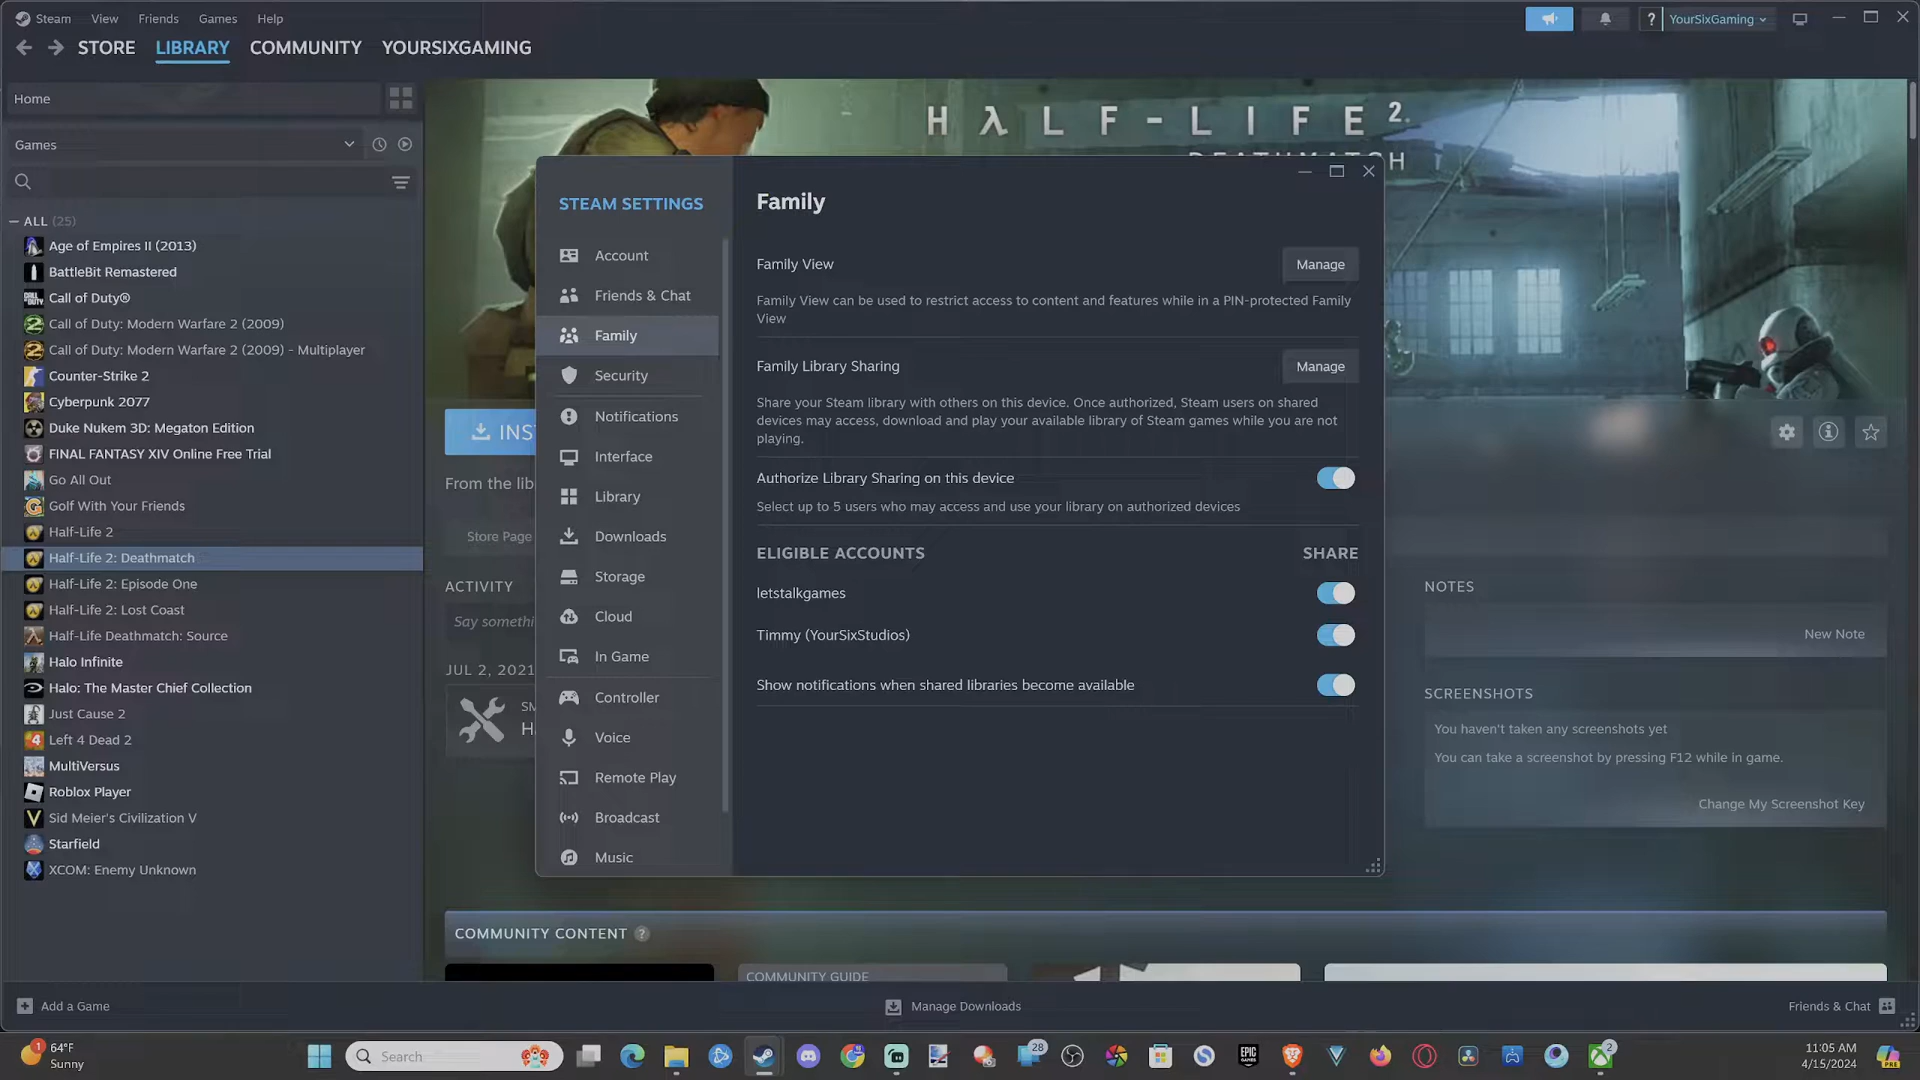 Steam View Friends Games Help
? YourSixGaming
STORE LIBRARY COMMUNITY YOURSIXGAMING
Home
Games
ALL (25)
Age of Empires II (2013)
BattleBit Remastered
Call of Duty®
Call of Duty: Modern Warfare 2 (2009)
Call of Duty: Modern Warfare 2 (2009) - Multiplayer
Counter-Strike 2
Cyberpunk 2077
Duke Nukem 3D: Megaton Edition
FINAL FANTASY XIV Online Free Trial
Go All Out
Golf With Your Friends
Half-Life 2
Half-Life 2: Deathmatch
Half-Life 2: Episode One
Half-Life 2: Lost Coast
Half-Life Deathmatch: Source
Halo Infinite
Halo: The Master Chief Collection
Just Cause 2
Left 4 Dead 2
MultiVersus
Roblox Player
Sid Meier's Civilization V
Starfield
XCOM: Enemy Unknown
HλLF-LIFE 2.
DEATHMATCH
INS
From the lib
Store Page
ACTIVITY
Say somethi
JUL 2, 2021
SM
H
STEAM SETTINGS
Account
Friends & Chat
Family
Security
Notifications
Interface
Library
Downloads
Storage
Cloud
In Game
Controller
Voice
Remote Play
Broadcast
Music
Family
Family View
Manage
Family View can be used to restrict access to content and features while in a PIN-protected Family
View
Family Library Sharing
Manage
Share your Steam library with others on this device. Once authorized, Steam users on shared
devices may access, download and play your available library of Steam games while you are not
playing.
Authorize Library Sharing on this device
Select up to 5 users who may access and use your library on authorized devices
ELIGIBLE ACCOUNTS SHARE
letstalkgames
Timmy (YourSixStudios)
Show notifications when shared libraries become available
NOTES
New Note
SCREENSHOTS
You haven't taken any screenshots yet
You can take a screenshot by pressing F12 while in game.
Change My Screenshot Key
COMMUNITY CONTENT ?
COMMUNITY GUIDE
Add a Game
Manage Downloads
Friends & Chat
1
64°F
Sunny
Search
28
EPIC GAMES
2
11:05 AM
4/15/2024
PRE